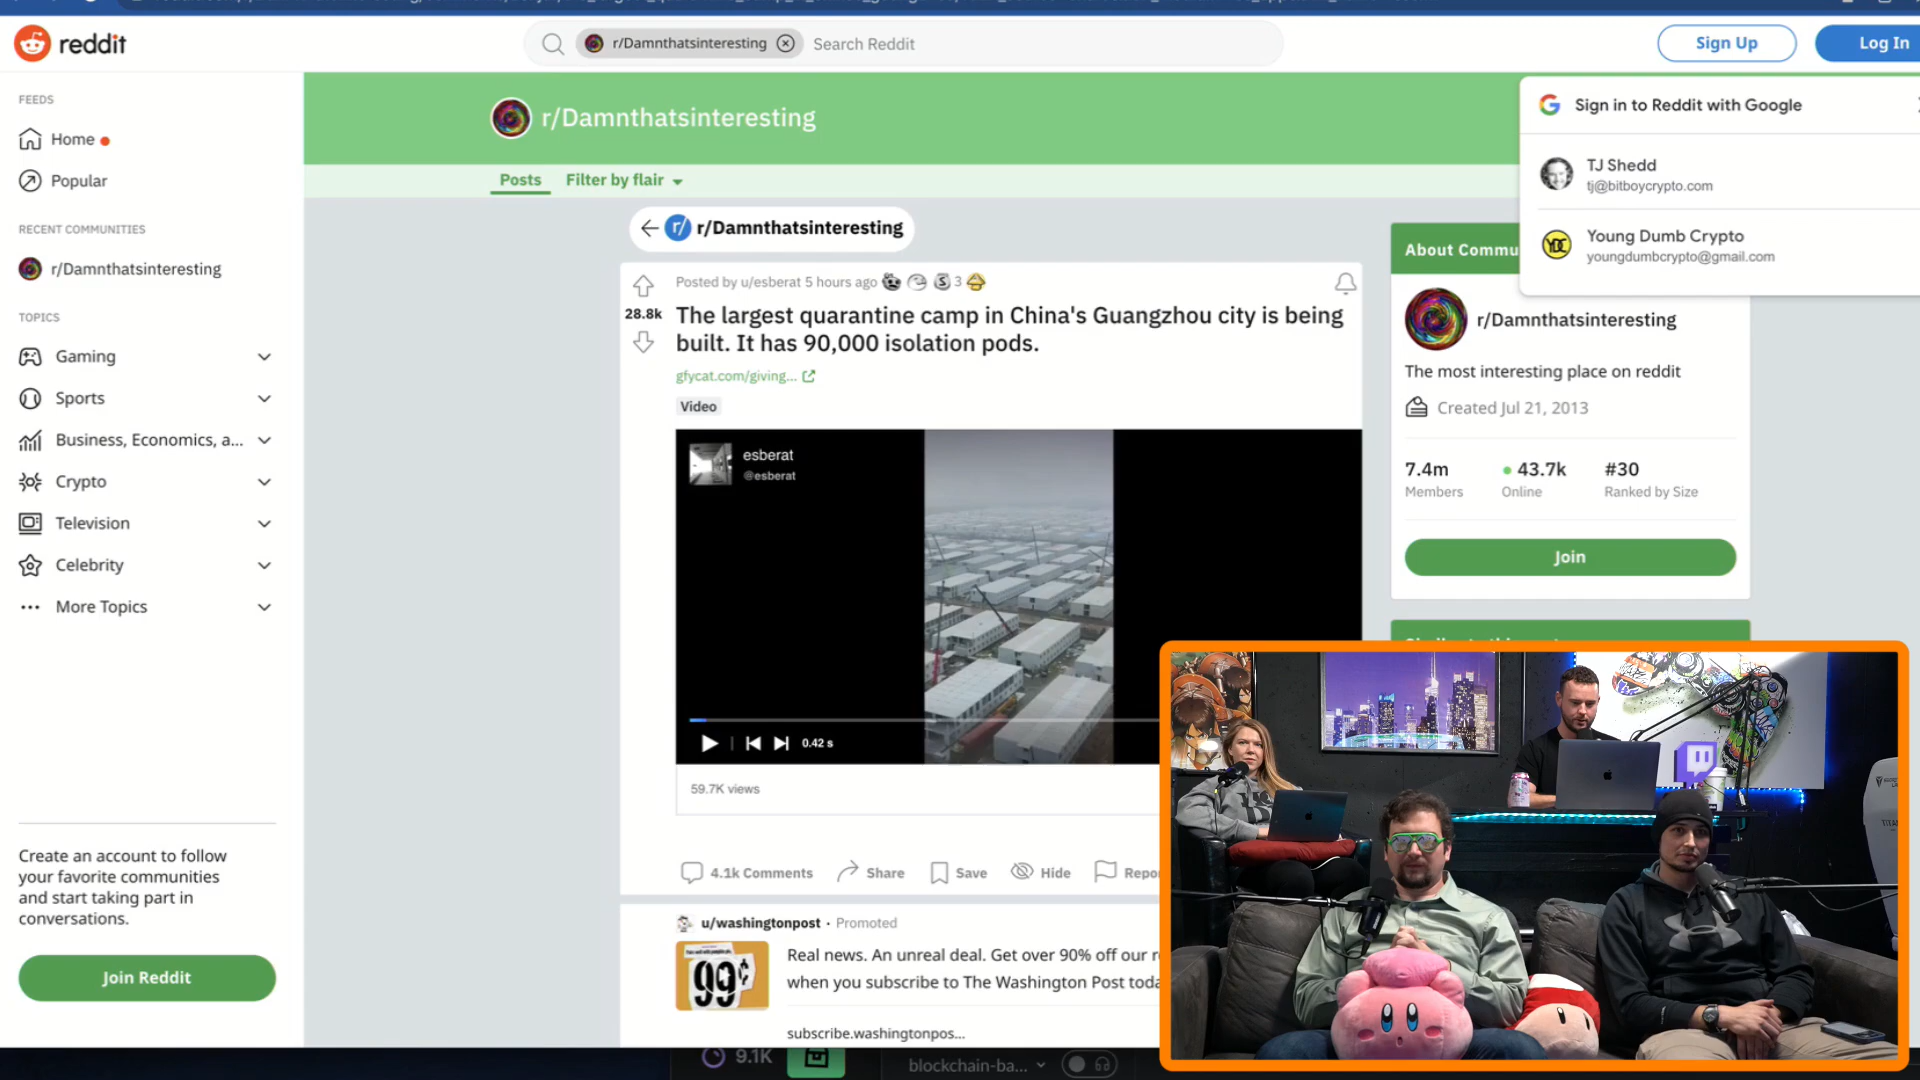 reddit
r/Damnthatsinteresting
Search Reddit
Sign Up
Log In
FEEDS
Home
Popular
RECENT COMMUNITIES
r/Damnthatsinteresting
TOPICS
Gaming
Sports
Business, Economics, a...
Crypto
Television
Celebrity
More Topics
Create an account to follow
your favorite communities
and start taking part in
conversations.
Join Reddit
r/Damnthatsinteresting
Posts
Filter by flair
r/ r/Damnthatsinteresting
Posted by u/esberat 5 hours ago
3
28.8k
The largest quarantine camp in China's Guangzhou city is being
built. It has 90,000 isolation pods.
gfycat.com/giving...
Video
esberat
@esberat
0.42 s
59.7K views
4.1k Comments
Share
Save
Hide
Repo
u/washingtonpost · Promoted
99¢
Real news. An unreal deal. Get over 90% off our r
when you subscribe to The Washington Post toda
subscribe.washingtonpos...
Sign in to Reddit with Google
TJ Shedd
tj@bitboycrypto.com
YDC
Young Dumb Crypto
youngdumbcrypto@gmail.com
About Commu
r/Damnthatsinteresting
The most interesting place on reddit
Created Jul 21, 2013
7.4m
Members
43.7k
Online
#30
Ranked by Size
Join
9.1K
blockchain-ba...